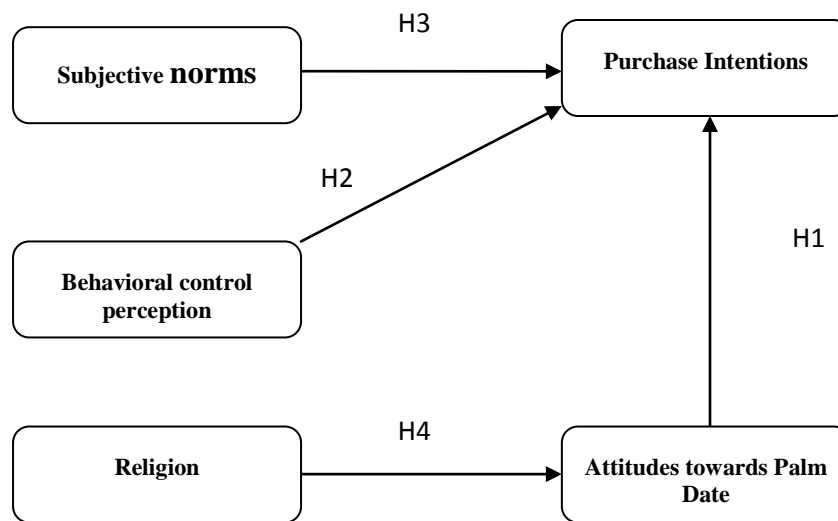 H3
Subjective norms
Purchase Intentions
H2
H1
Behavioral control
perception
H4
Religion
Attitudes towards Palm
Date